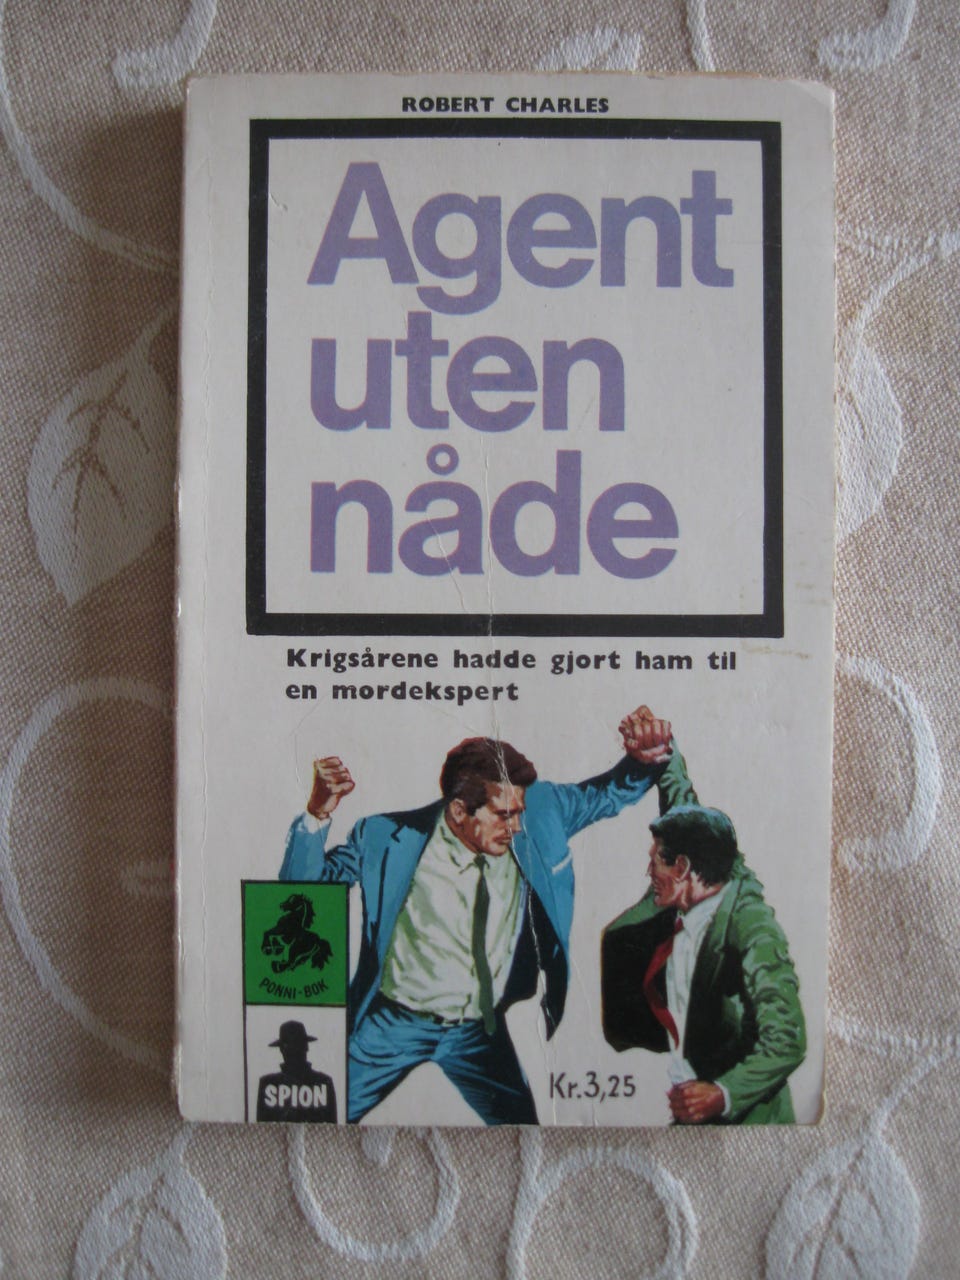 ROBERT CHARLES
Agent
uten
nåde
Krigsårene hadde gjort ham til
en mordekspert
PONNI-BOK
SPION
Kr.3,25